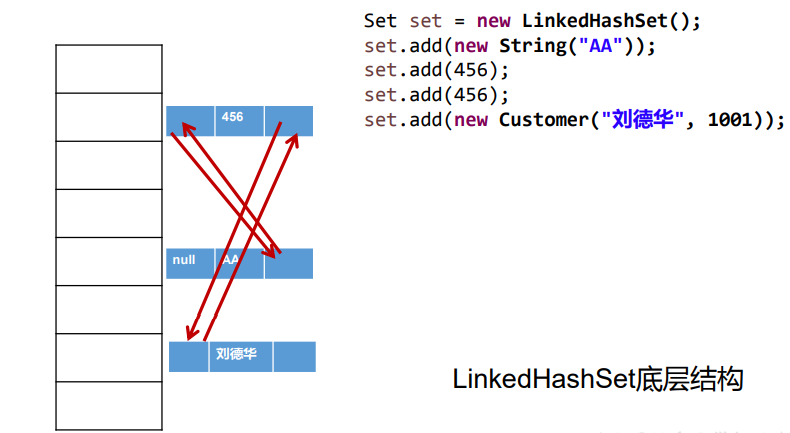 Set set = new LinkedHashSet();
set.add(new String("AA"));
set.add(456);
set.add(456);
set.add(new Customer("刘德华", 1001));
456
null AA
刘德华
LinkedHashSet底层结构